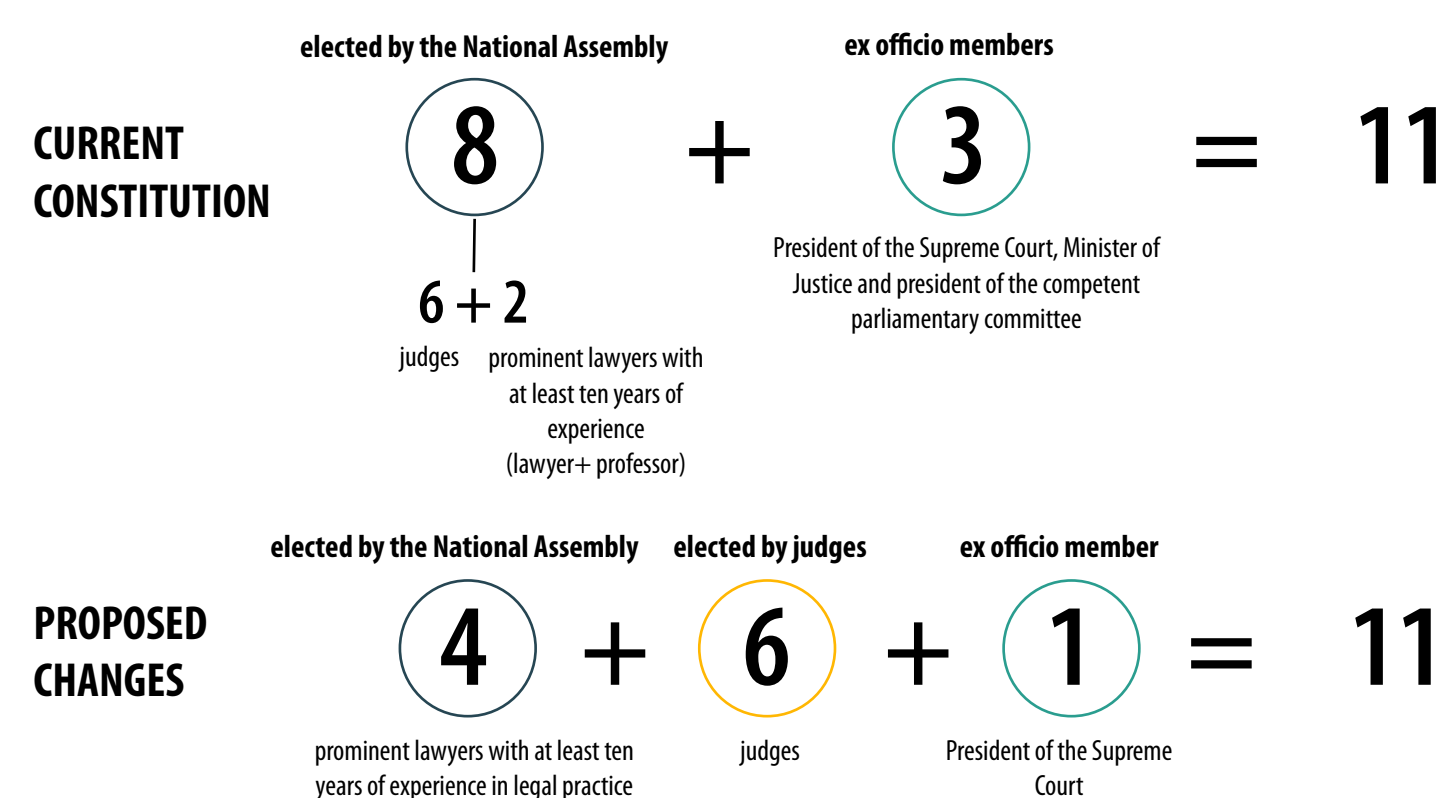 elected by the National Assembly
ex officio members
CURRENT
CONSTITUTION
8
+
3
=
11
6 + 2
judges
prominent lawyers with
at least ten years of
experience
(lawyer+ professor)
President of the Supreme Court, Minister of
Justice and president of the competent
parliamentary committee
elected by the National Assembly
elected by judges
ex officio member
PROPOSED
CHANGES
4
+
6
+
1
=
11
prominent lawyers with at least ten
years of experience in legal practice
judges
President of the Supreme
Court